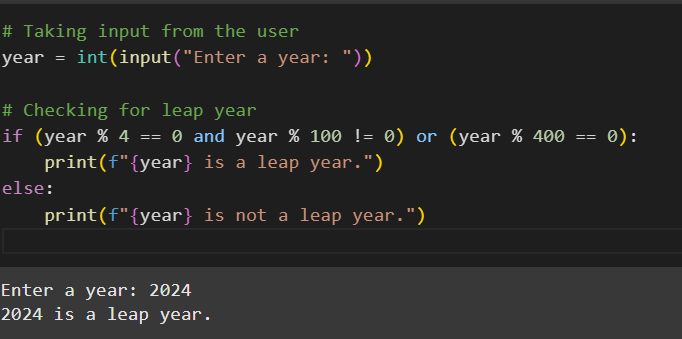 # Taking input from the user
year = int(input("Enter a year: "))
# Checking for leap year
if (year % 4 == 0 and year % 100 != 0) or (year % 400 == 0):
    print(f"{year} is a leap year.")
else:
    print(f"{year} is not a leap year.")
Enter a year: 2024
2024 is a leap year.